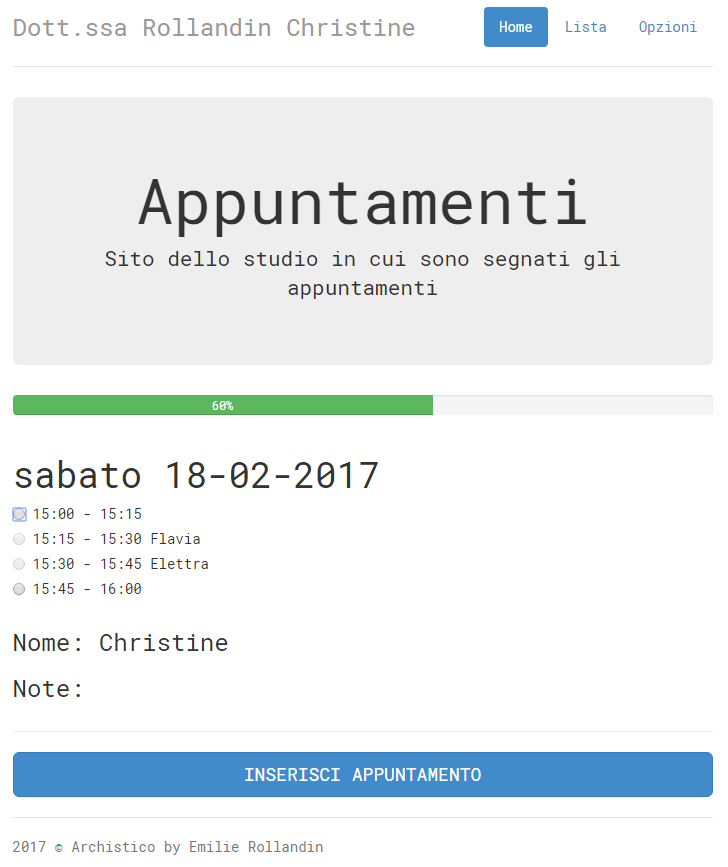 Dott.ssa Rollandin Christine
Home Lista Opzioni
Appuntamenti
Sito dello studio in cui sono segnati gli
appuntamenti
60%
sabato 18-02-2017
15:00 - 15:15
15:15 - 15:30 Flavia
15:30 - 15:45 Elettra
15:45 - 16:00
Nome: Christine
Note:
INSERISCI APPUNTAMENTO
2017 © Archistico by Emilie Rollandin